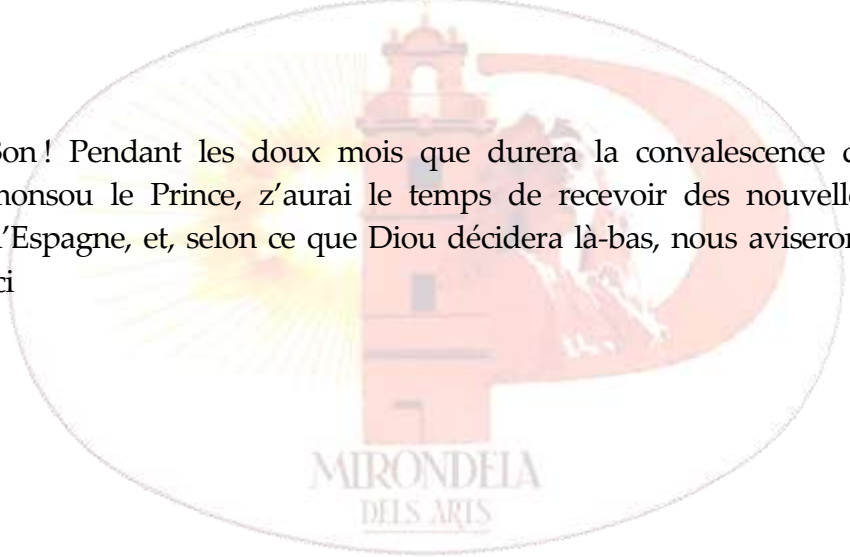 Bon ! Pendant les doux mois que durera la convalescence
monsou le Prince, z’aurai le temps de recevoir des nouvelle
d’Espagne, et, selon ce que Diou décidera là-bas, nous aviseron
ci
MIRONDELA
DELS ARTS